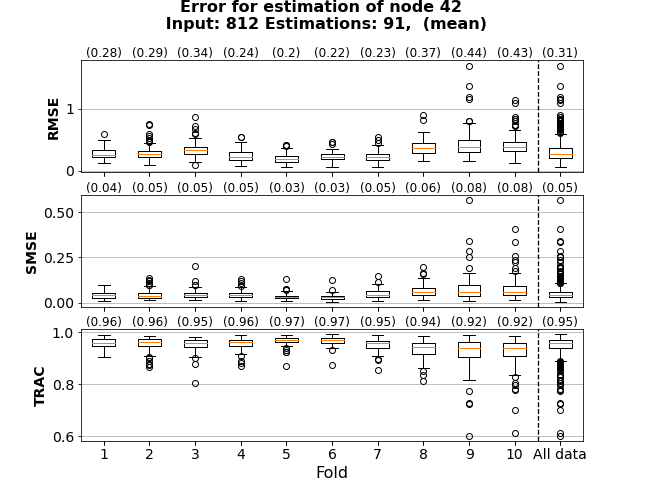 Error for estimation of node 42
Input: 812 Estimations: 91,  (mean)
(0.28) (0.29) (0.34) (0.24) (0.2) (0.22) (0.23) (0.37) (0.44) (0.43) (0.31)
RMSE
1
0
(0.04) (0.05) (0.05) (0.05) (0.03) (0.03) (0.05) (0.06) (0.08) (0.08) (0.05)
SMSE
0.50
0.25
0.00
(0.96) (0.96) (0.95) (0.96) (0.97) (0.97) (0.95) (0.94) (0.92) (0.92) (0.95)
TRAC
1.0
0.8
0.6
1 2 3 4 5 6 7 8 9 10 All data
Fold